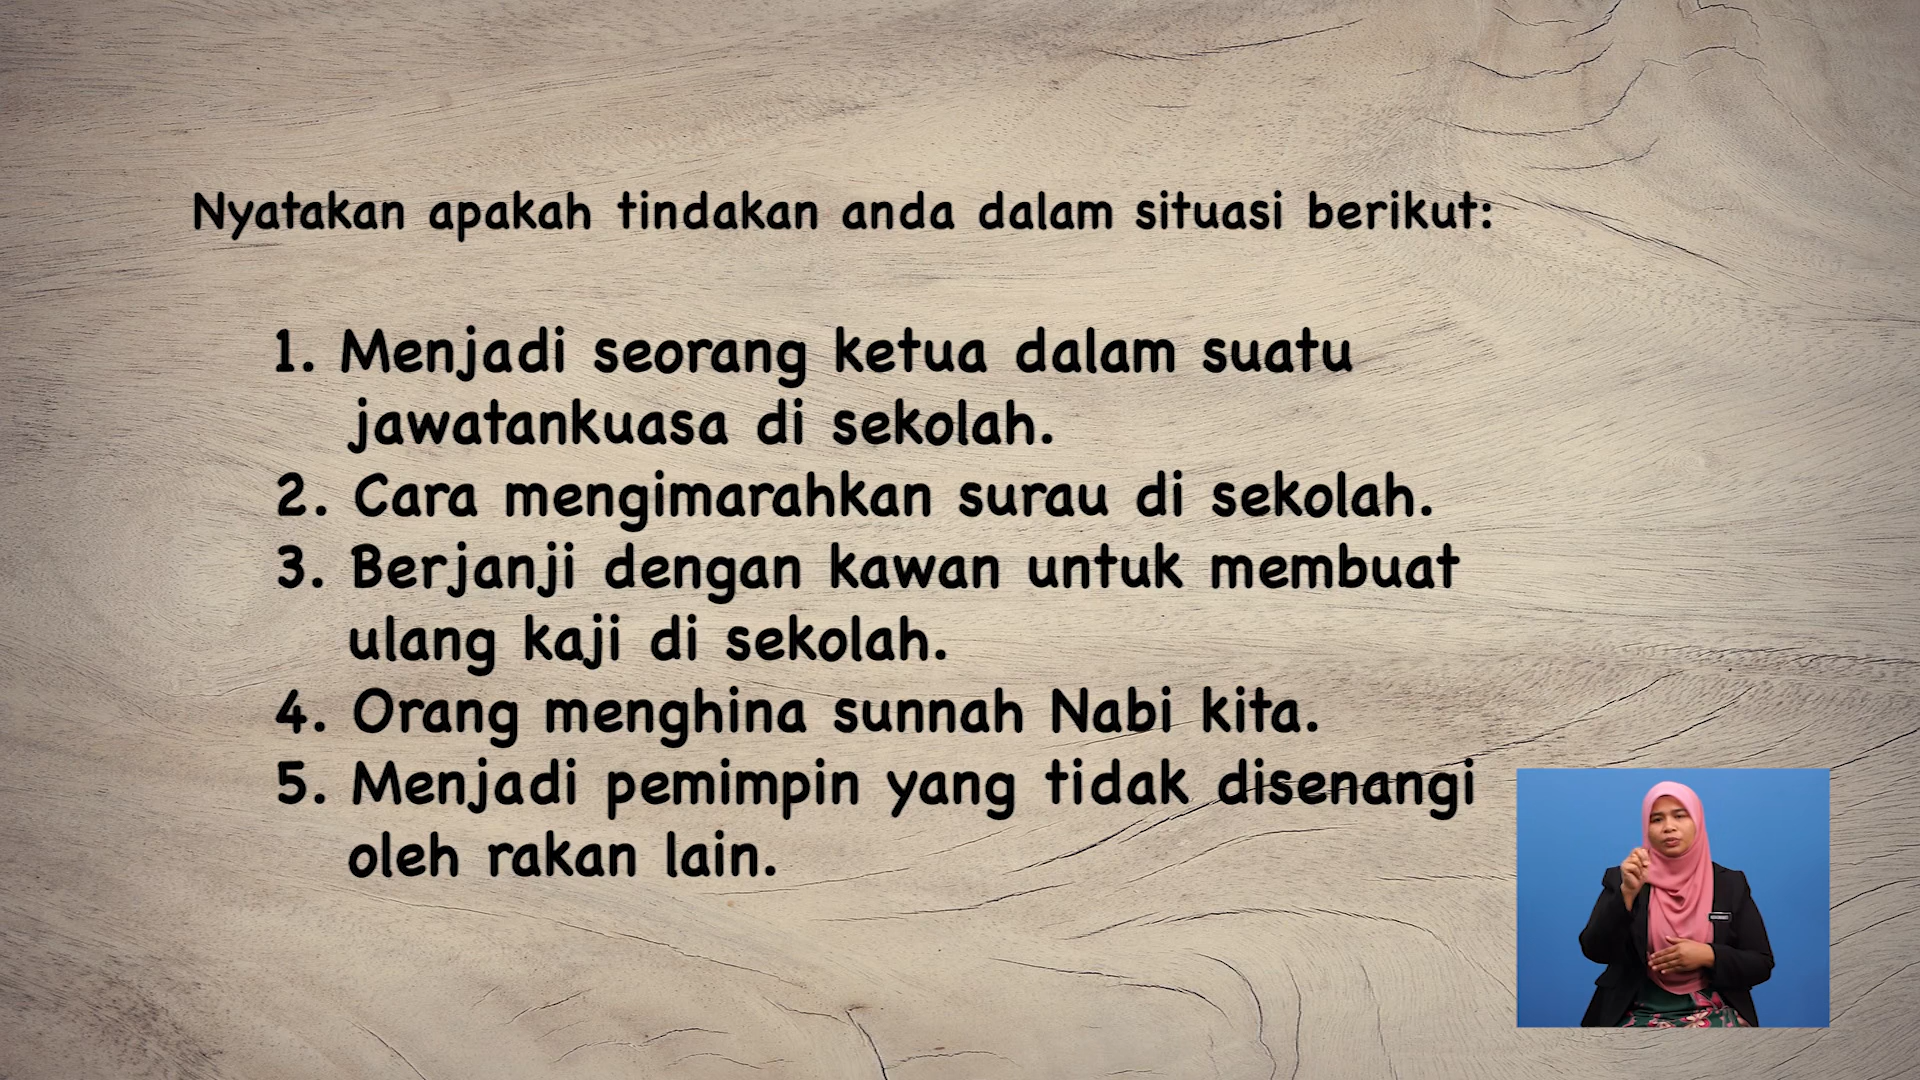 Nyatakan apakah tindakan anda dalam situasi berikut:
1. Menjadi seorang ketua dalam suatu
jawatankuasa di sekolah.
2. Cara mengimarahkan surau di sekolah.
3. Berjanji dengan kawan untuk membuat
ulang kaji di sekolah.
4. Orang menghina sunnah Nabi kita.
5. Menjadi pemimpin yang tidak disenangi
oleh rakan lain.